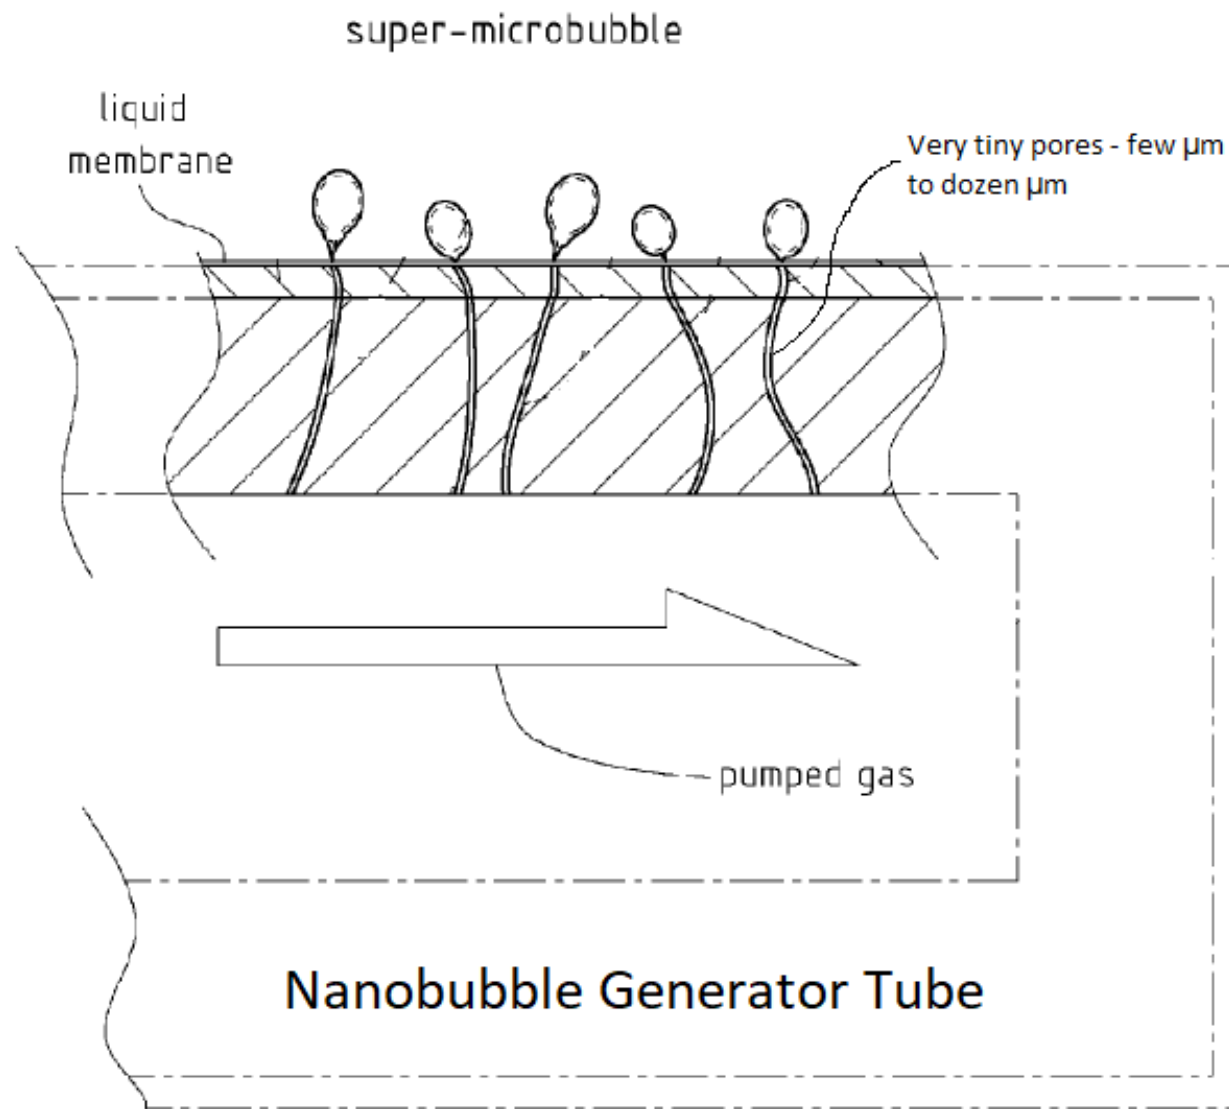 super-microbubble
liquid
membrane
Very tiny pores - few µm
to dozen µm
pumped gas
Nanobubble Generator Tube